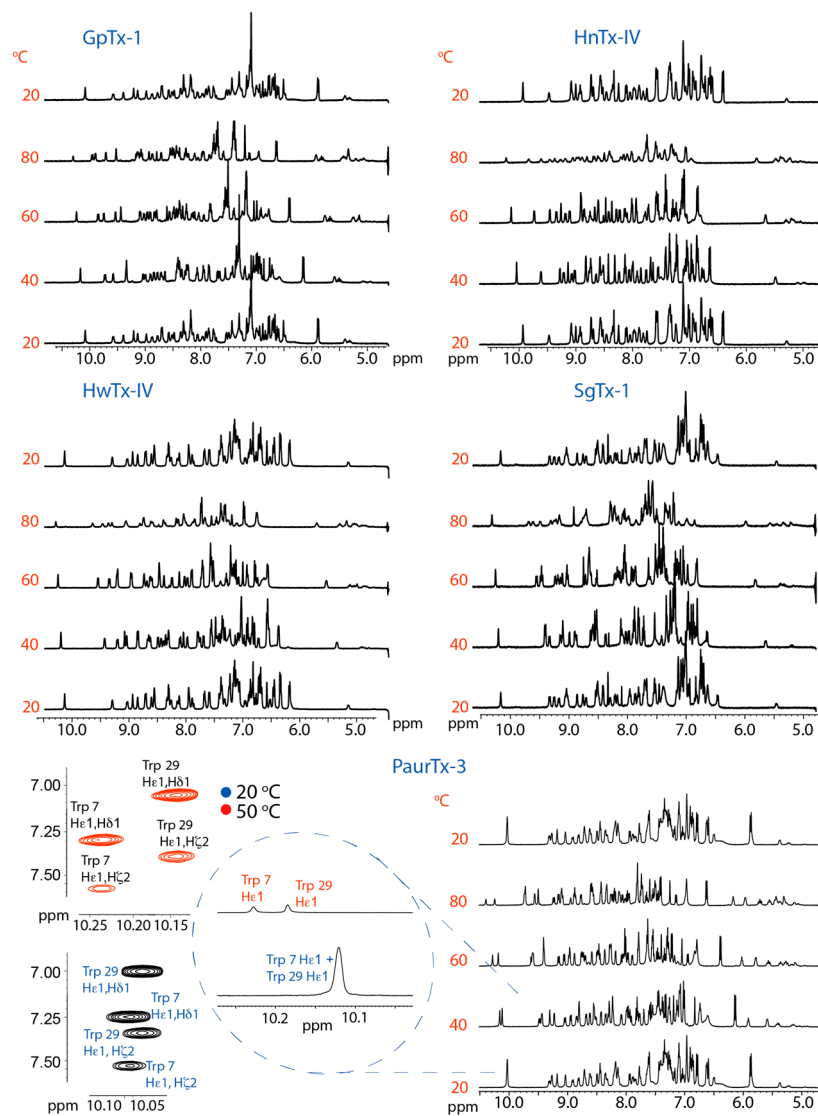 GpTx-1
HnTx-IV
ºC
20
80
60
40
20
10.0 9.0 8.0 7.0 6.0 ppm
20
80
60
40
20
10.0 9.0 8.0 7.0 6.0
ppm
HwTx-IV
SgTx-1
20
80
60
40
20
10.5 10.0 9.0 8.0 7.0 6.0 5.0
ppm
20
80
60
40
20
10.5 10.0 9.0 8.0 7.0 6.0 5.0
ppm
PaurTx-3
Trp 29
Hε1,Hδ1
7.00
Trp 7
Hε1,Hδ1
7.25
Trp 29
Hε1,Hζ2
Trp 7
Hε1,Hζ2
7.50
ppm
10.25 10.20 10.15
20 ºC
50 ºC
Trp 7
Hε1
Trp 29
Hε1
Trp 7 Hε1 +
Trp 29 Hε1
10.2 10.1
ppm
7.00
Trp 29
Hε1,Hδ1
Trp 7
Hε1,Hδ1
7.25
Trp 29
Hε1, Hζ2
7.50
Trp 7
Hε1, Hζ2
ppm
10.10 10.05
ºC
20
80
60
40
20
10.0 9.0 8.0 7.0 6.0 5.0
ppm